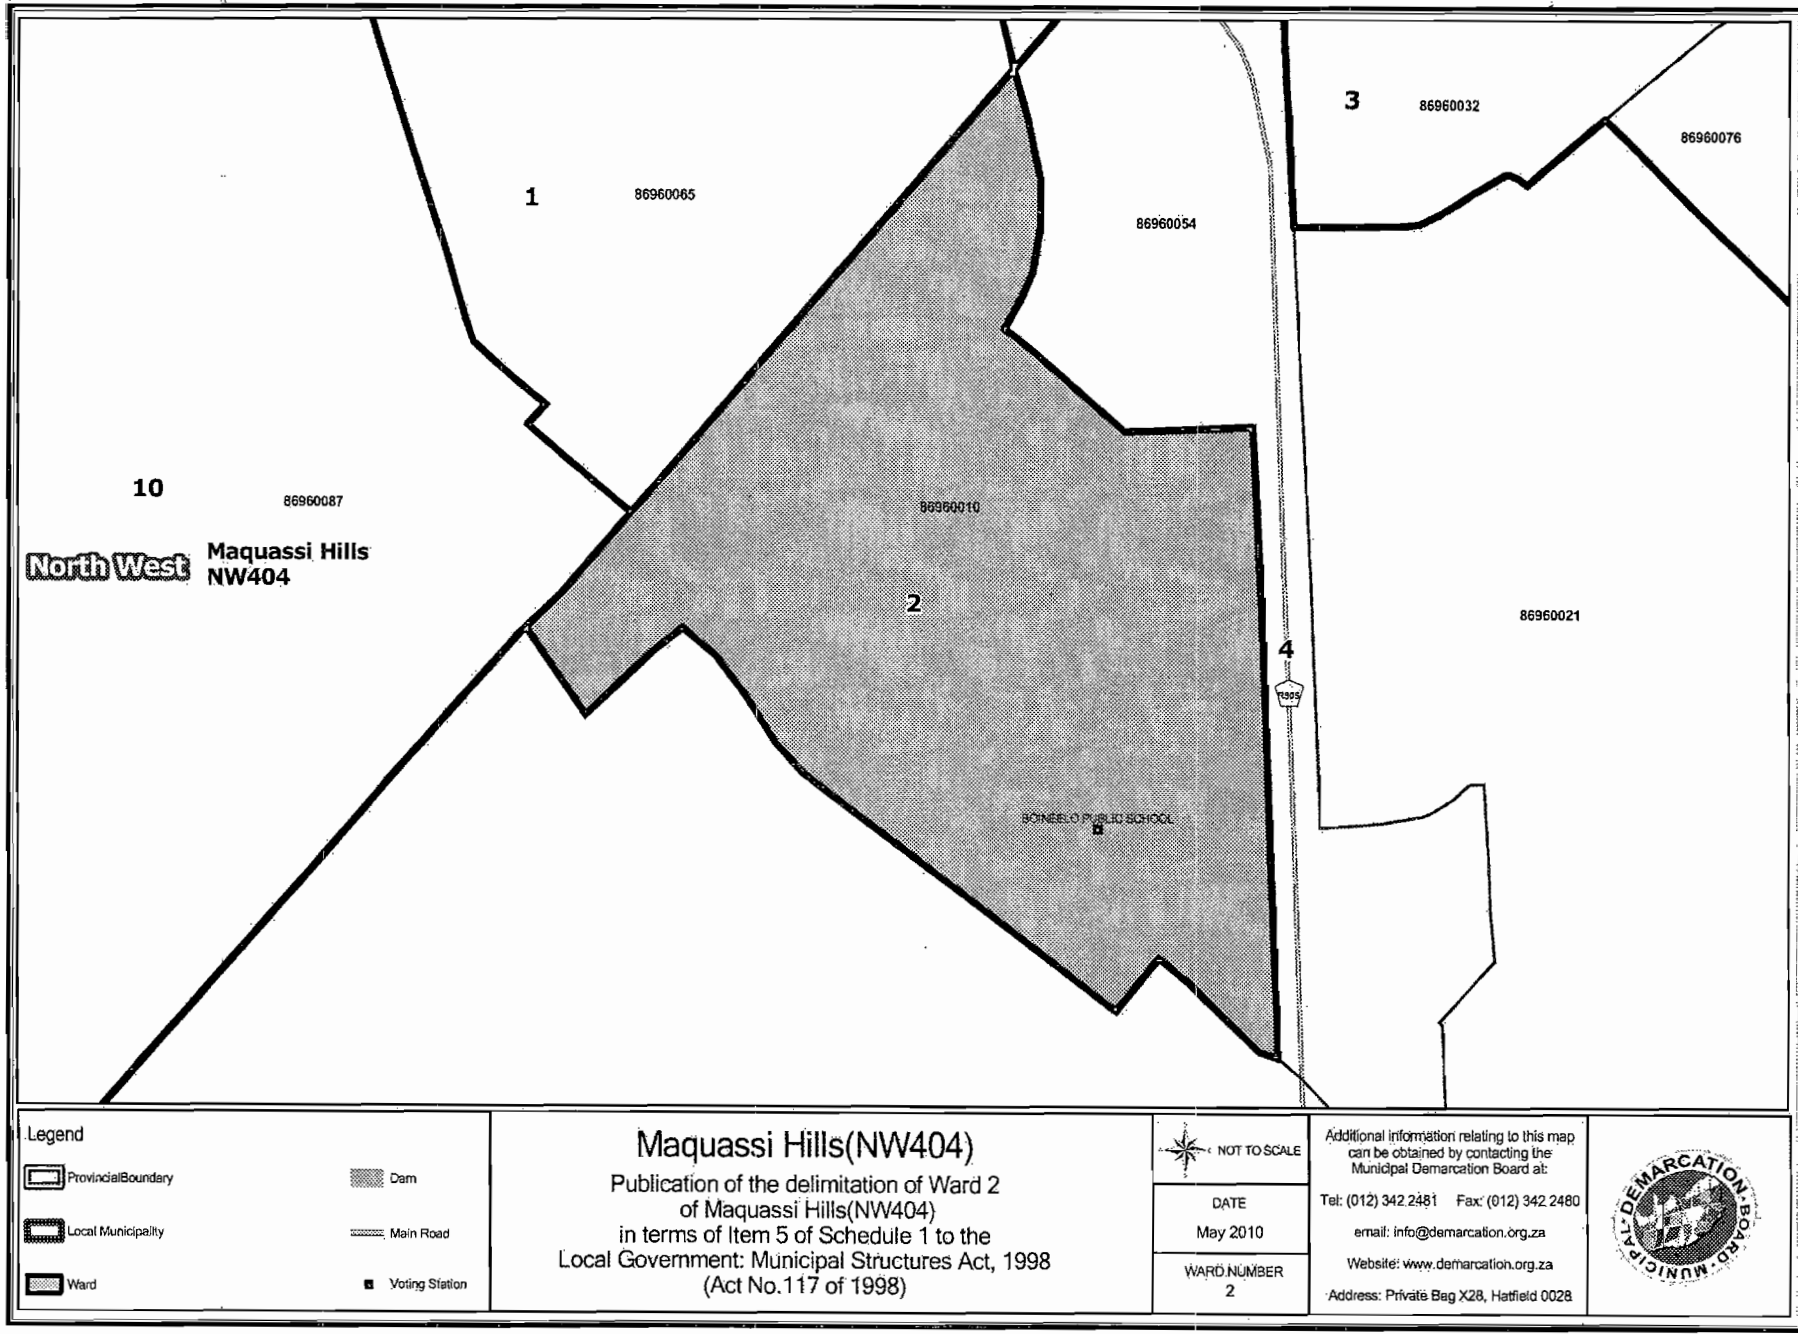 3
86960032
86960076
1
86960065
86960054
10
86960087
86960010
North West
Maquassi Hills
NW404
2
86960021
4
R505
BOINEELO PUBLIC SCHOOL
Legend
ProvincialBoundary
Dam
Local Municipality
Main Road
Ward
Voting Station
Maquassi Hills(NW404)
Publication of the delimitation of Ward 2
of Maquassi Hills(NW404)
in terms of Item 5 of Schedule 1 to the
Local Government: Municipal Structures Act, 1998
(Act No.117 of 1998)
NOT TO SCALE
DATE
May 2010
WARD NUMBER
2
Additional information relating to this map
can be obtained by contacting the
Municipal Demarcation Board at:
Tel: (012) 342 2481 Fax: (012) 342 2480
email: info@demarcation.org.za
Website: www.demarcation.org.za
Address: Private Bag X28, Hatfield 0028
MUNICIPAL DEMARCATION BOARD